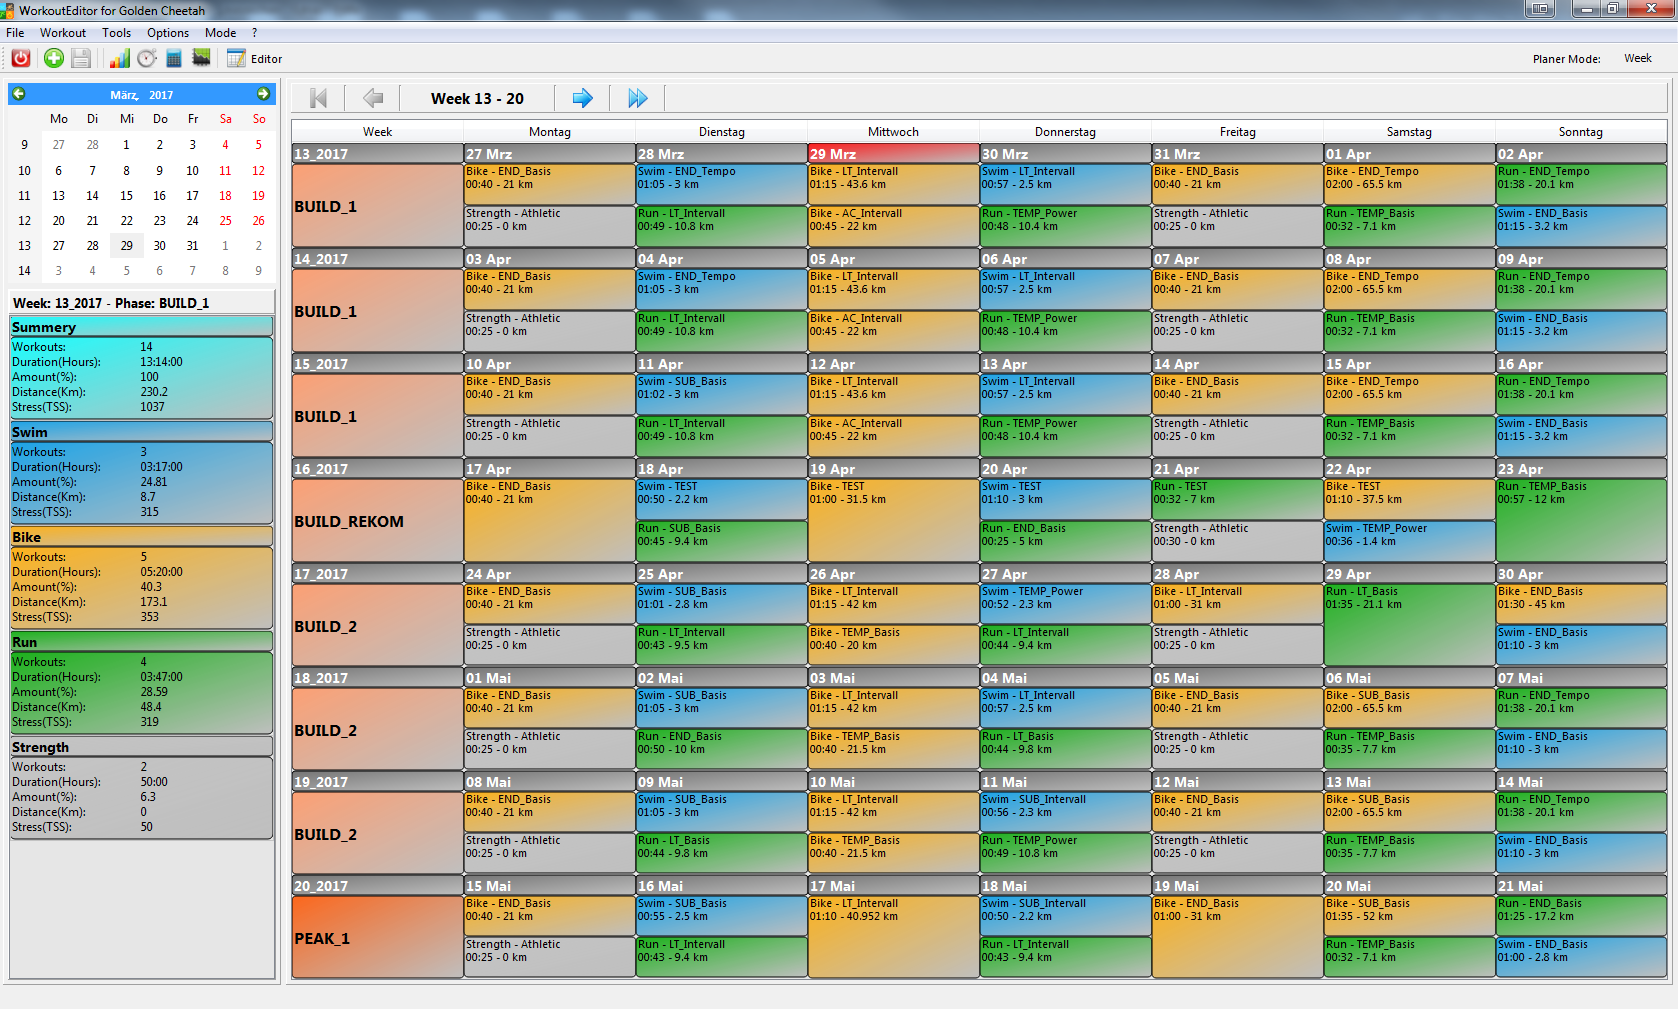 WorkoutEditor for Golden Cheetah
File Workout Tools Options Mode ?
Editor Planer Mode: Week
März, 2017
Mo Di Mi Do Fr Sa So
9 27 28 1 2 3 4 5
10 6 7 8 9 10 11 12
11 13 14 15 16 17 18 19
12 20 21 22 23 24 25 26
13 27 28 29 30 31 1 2
14 3 4 5 6 7 8 9
Week: 13_2017 - Phase: BUILD_1
Summery
Workouts: 14
Duration(Hours): 13:14:00
Amount(%): 100
Distance(Km): 230.2
Stress(TSS): 1037
Swim
Workouts: 3
Duration(Hours): 03:17:00
Amount(%): 24.81
Distance(Km): 8.7
Stress(TSS): 315
Bike
Workouts: 5
Duration(Hours): 05:20:00
Amount(%): 40.3
Distance(Km): 173.1
Stress(TSS): 353
Run
Workouts: 4
Duration(Hours): 03:47:00
Amount(%): 28.59
Distance(Km): 48.4
Stress(TSS): 319
Strength
Workouts: 2
Duration(Hours): 50:00
Amount(%): 6.3
Distance(Km): 0
Stress(TSS): 50
Week 13 - 20
Week Montag Dienstag Mittwoch Donnerstag Freitag Samstag Sonntag
13_2017 27 Mrz 28 Mrz 29 Mrz 30 Mrz 31 Mrz 01 Apr 02 Apr
Bike - END_Basis Swim - END_Tempo Bike - LT_Intervall Swim - LT_Intervall Bike - END_Basis Bike - END_Tempo Run - END_Tempo
00:40 - 21 km 01:05 - 3 km 01:15 - 43.6 km 00:57 - 2.5 km 00:40 - 21 km 02:00 - 65.5 km 01:38 - 20.1 km
BUILD_1
Strength - Athletic Run - LT_Intervall Bike - AC_Intervall Run - TEMP_Power Strength - Athletic Run - TEMP_Basis Swim - END_Basis
00:25 - 0 km 00:49 - 10.8 km 00:45 - 22 km 00:48 - 10.4 km 00:25 - 0 km 00:32 - 7.1 km 01:15 - 3.2 km
14_2017 03 Apr 04 Apr 05 Apr 06 Apr 07 Apr 08 Apr 09 Apr
Bike - END_Basis Swim - END_Tempo Bike - LT_Intervall Swim - LT_Intervall Bike - END_Basis Bike - END_Tempo Run - END_Tempo
00:40 - 21 km 01:05 - 3 km 01:15 - 43.6 km 00:57 - 2.5 km 00:40 - 21 km 02:00 - 65.5 km 01:38 - 20.1 km
BUILD_1
Strength - Athletic Run - LT_Intervall Bike - AC_Intervall Run - TEMP_Power Strength - Athletic Run - TEMP_Basis Swim - END_Basis
00:25 - 0 km 00:49 - 10.8 km 00:45 - 22 km 00:48 - 10.4 km 00:25 - 0 km 00:32 - 7.1 km 01:15 - 3.2 km
15_2017 10 Apr 11 Apr 12 Apr 13 Apr 14 Apr 15 Apr 16 Apr
Bike - END_Basis Swim - SUB_Basis Bike - LT_Intervall Swim - LT_Intervall Bike - END_Basis Bike - END_Tempo Run - END_Tempo
00:40 - 21 km 01:02 - 3 km 01:15 - 43.6 km 00:57 - 2.5 km 00:40 - 21 km 02:00 - 65.5 km 01:38 - 20.1 km
BUILD_1
Strength - Athletic Run - LT_Intervall Bike - AC_Intervall Run - TEMP_Power Strength - Athletic Run - TEMP_Basis Swim - END_Basis
00:25 - 0 km 00:49 - 10.8 km 00:45 - 22 km 00:48 - 10.4 km 00:25 - 0 km 00:32 - 7.1 km 01:15 - 3.2 km
16_2017 17 Apr 18 Apr 19 Apr 20 Apr 21 Apr 22 Apr 23 Apr
Bike - END_Basis Swim - TEST Bike - TEST Swim - TEST Run - TEST Bike - TEST Run - TEMP_Basis
00:40 - 21 km 00:50 - 2.2 km 01:00 - 31.5 km 01:10 - 3 km 00:32 - 7 km 01:10 - 37.5 km 00:57 - 12 km
BUILD_REKOM
Run - SUB_Basis Run - END_Basis Strength - Athletic Swim - TEMP_Power
00:45 - 9.4 km 00:25 - 5 km 00:30 - 0 km 00:36 - 1.4 km
17_2017 24 Apr 25 Apr 26 Apr 27 Apr 28 Apr 29 Apr 30 Apr
Bike - END_Basis Swim - SUB_Basis Bike - LT_Intervall Swim - TEMP_Power Bike - LT_Intervall Run - LT_Basis Bike - END_Basis
00:40 - 21 km 01:01 - 2.8 km 01:15 - 42 km 00:52 - 2.3 km 01:00 - 31 km 01:35 - 21.1 km 01:30 - 45 km
BUILD_2
Strength - Athletic Run - LT_Intervall Bike - TEMP_Basis Run - LT_Intervall Strength - Athletic Swim - END_Basis
00:25 - 0 km 00:43 - 9.5 km 00:40 - 20 km 00:44 - 9.4 km 00:25 - 0 km 01:10 - 3 km
18_2017 01 Mai 02 Mai 03 Mai 04 Mai 05 Mai 06 Mai 07 Mai
Bike - END_Basis Swim - SUB_Basis Bike - LT_Intervall Swim - LT_Intervall Bike - END_Basis Bike - SUB_Basis Run - END_Tempo
00:40 - 21 km 01:05 - 3 km 01:15 - 42 km 00:57 - 2.5 km 00:40 - 21 km 02:00 - 65.5 km 01:38 - 20.1 km
BUILD_2
Strength - Athletic Run - END_Basis Bike - TEMP_Basis Run - LT_Basis Strength - Athletic Run - TEMP_Basis Swim - END_Basis
00:25 - 0 km 00:50 - 10 km 00:40 - 21.5 km 00:44 - 9.8 km 00:25 - 0 km 00:35 - 7.7 km 01:10 - 3 km
19_2017 08 Mai 09 Mai 10 Mai 11 Mai 12 Mai 13 Mai 14 Mai
Bike - END_Basis Swim - SUB_Basis Bike - LT_Intervall Swim - SUB_Intervall Bike - END_Basis Bike - SUB_Basis Run - END_Tempo
00:40 - 21 km 01:05 - 3 km 01:15 - 42 km 00:56 - 2.3 km 00:40 - 21 km 02:00 - 65.5 km 01:38 - 20.1 km
BUILD_2
Strength - Athletic Run - LT_Basis Bike - TEMP_Basis Run - TEMP_Power Strength - Athletic Run - TEMP_Basis Swim - END_Basis
00:25 - 0 km 00:44 - 9.8 km 00:40 - 21.5 km 00:49 - 10.8 km 00:25 - 0 km 00:35 - 7.7 km 01:10 - 3 km
20_2017 15 Mai 16 Mai 17 Mai 18 Mai 19 Mai 20 Mai 21 Mai
Bike - END_Basis Swim - SUB_Basis Bike - LT_Intervall Swim - SUB_Intervall Bike - END_Basis Bike - SUB_Basis Run - END_Basis
00:40 - 21 km 00:55 - 2.5 km 01:10 - 40.952 km 00:50 - 2.2 km 01:00 - 31 km 01:35 - 52 km 01:25 - 17.2 km
PEAK_1
Strength - Athletic Run - LT_Intervall Run - LT_Intervall Run - TEMP_Basis Swim - END_Basis
00:25 - 0 km 00:43 - 9.4 km 00:43 - 9.4 km 00:32 - 7.1 km 01:00 - 2.8 km